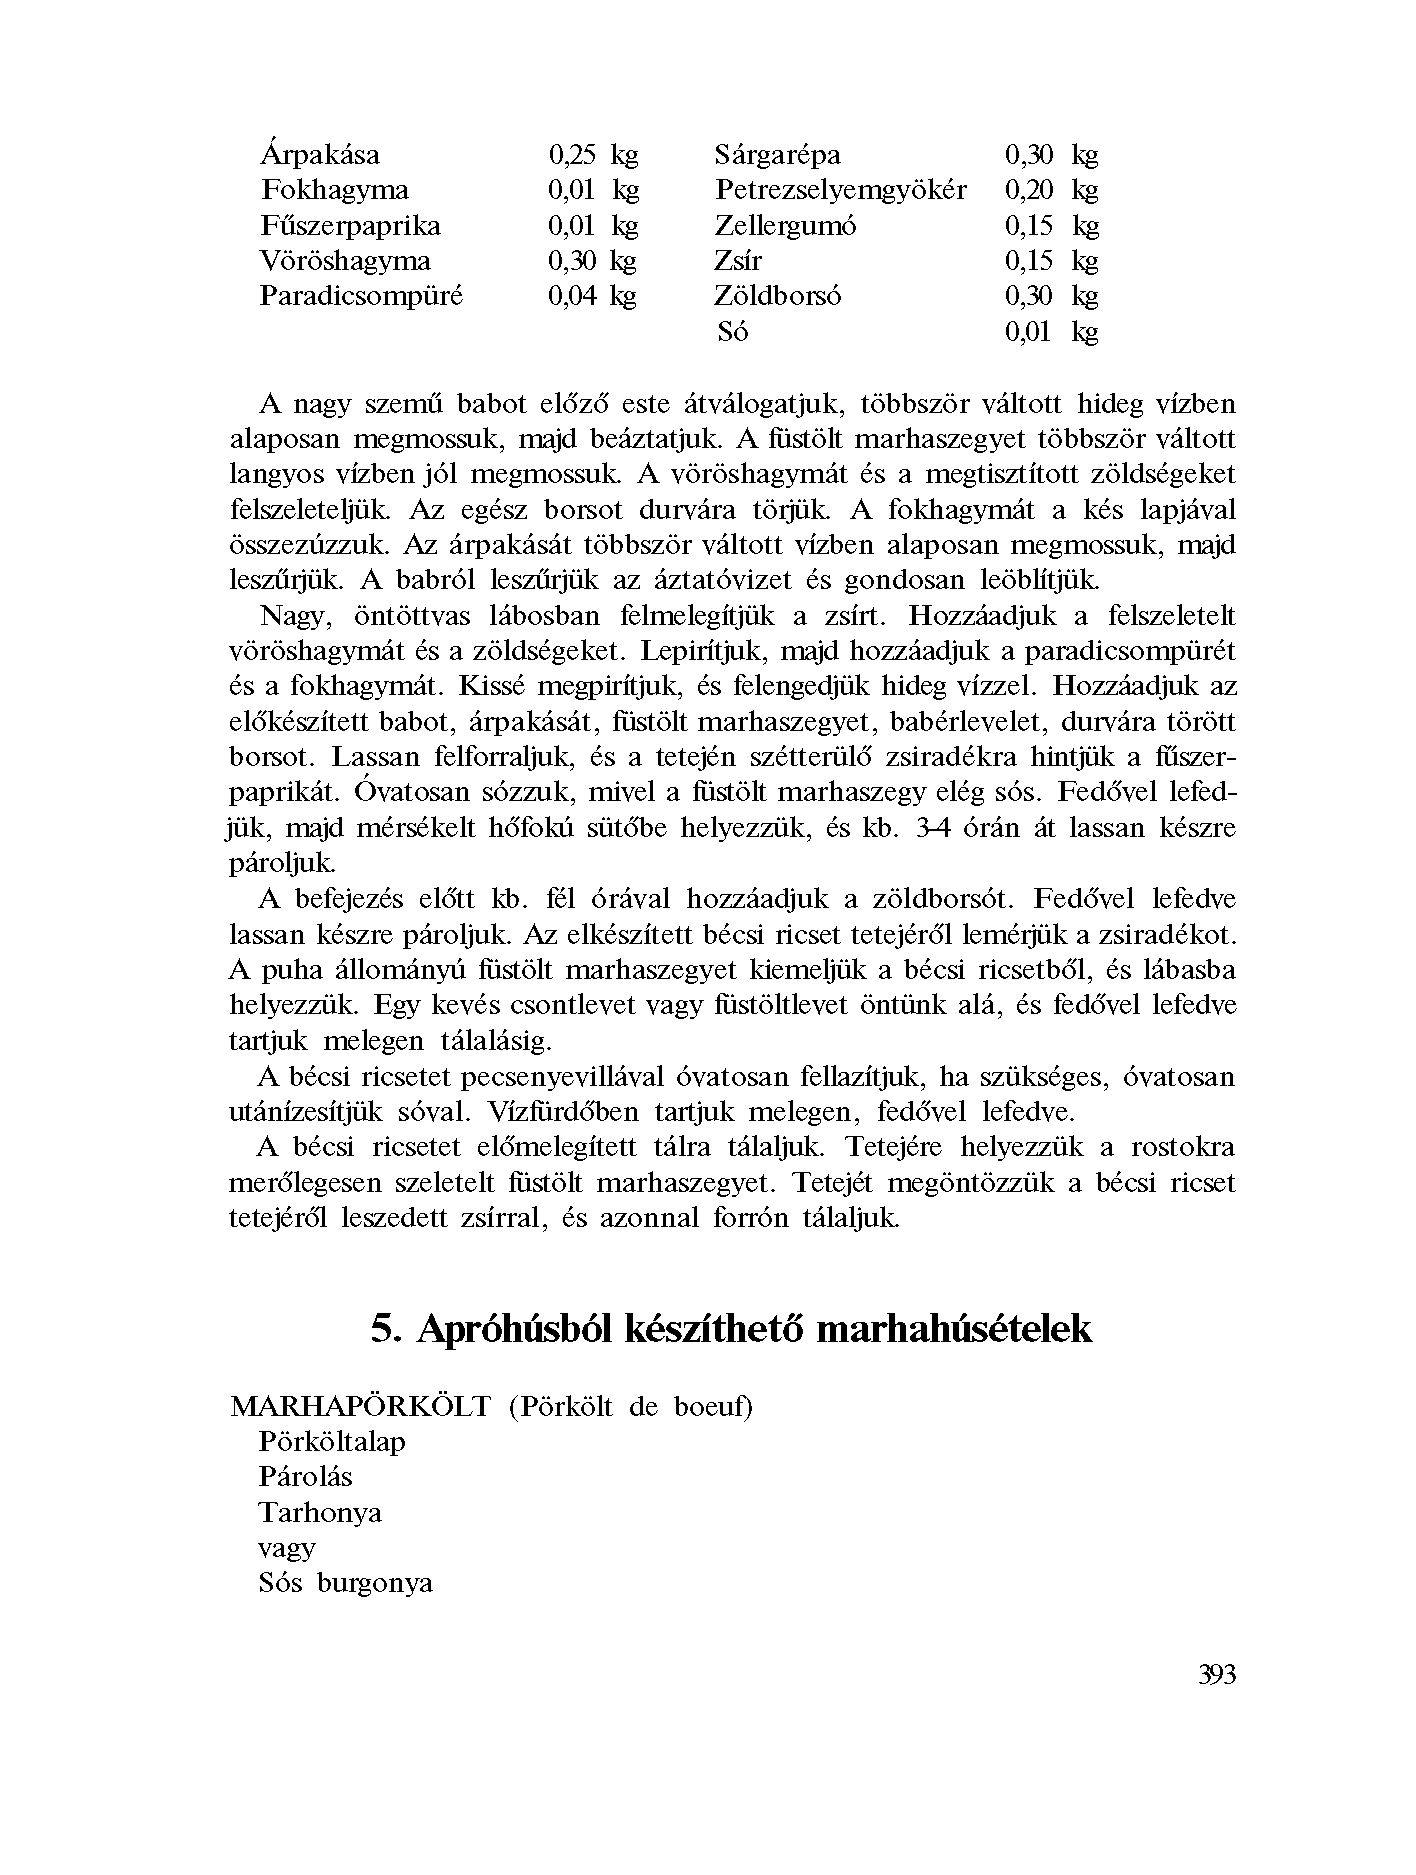 Árpakása 0,25 kg Sárgarépa 0,30 kg
Fokhagyma 0,01 kg Petrezselyemgyökér 0,20 kg
Fűszerpaprika 0,01 kg Zellergumó 0,15 kg
Vöröshagyma 0,30 kg Zsír 0,15 kg
Paradicsompüré 0,04 kg Zöldborsó 0,30 kg
Só 0,01 kg
A nagy szemű babot előző este átválogatjuk, többször váltott hideg vízben
alaposan megmossuk, majd beáztatjuk. A füstölt marhaszegyet többször váltott
langyos vízben jól megmossuk. A vöröshagymát és a megtisztított zöldségeket
felszeleteljük. Az egész borsot durvára törjük. A fokhagymát a kés lapjával
összezúzzuk. Az árpakását többször váltott vízben alaposan megmossuk, majd
leszűrjük. A babról leszűrjük az áztatóvizet és gondosan leöblítjük.
Nagy, öntöttvas lábosban felmelegítjük a zsírt. Hozzáadjuk a felszeletelt
vöröshagymát és a zöldségeket. Lepirítjuk, majd hozzáadjuk a paradicsompürét
és a fokhagymát. Kissé megpirítjuk, és felengedjük hideg vízzel. Hozzáadjuk az
előkészített babot, árpakását, füstölt marhaszegyet, babérlevelet, durvára törött
borsot. Lassan felforraljuk, és a tetején szétterülő zsiradékra hintjük a fűszer-
paprikát. Óvatosan sózzuk, mivel a füstölt marhaszegy elég sós. Fedővel lefed-
jük, majd mérsékelt hőfokú sütőbe helyezzük, és kb. 3-4 órán át lassan készre
pároljuk.
A befejezés előtt kb. fél órával hozzáadjuk a zöldborsót. Fedővel lefedve
lassan készre pároljuk. Az elkészített bécsi ricset tetejéről lemérjük a zsiradékot.
A puha állományú füstölt marhaszegyet kiemeljük a bécsi ricsetből, és lábasba
helyezzük. Egy kevés csontlevet vagy füstöltlevet öntünk alá, és fedővel lefedve
tartjuk melegen tálalásig.
A bécsi ricsetet pecsenyevillával óvatosan fellazítjuk, ha szükséges, óvatosan
utánízesítjük sóval. Vízfürdőben tartjuk melegen, fedővel lefedve.
A bécsi ricsetet előmelegített tálra tálaljuk. Tetejére helyezzük a rostokra
merőlegesen szeletelt füstölt marhaszegyet. Tetejét megöntözzük a bécsi ricset
tetejéről leszedett zsírral, és azonnal forrón tálaljuk.
5. Apróhúsból készíthető marhahúsételek
MARHAPÖRKÖLT (Pörkölt de boeuf)
Pörköltalap
Párolás
Tarhonya
vagy
Sós burgonya
393